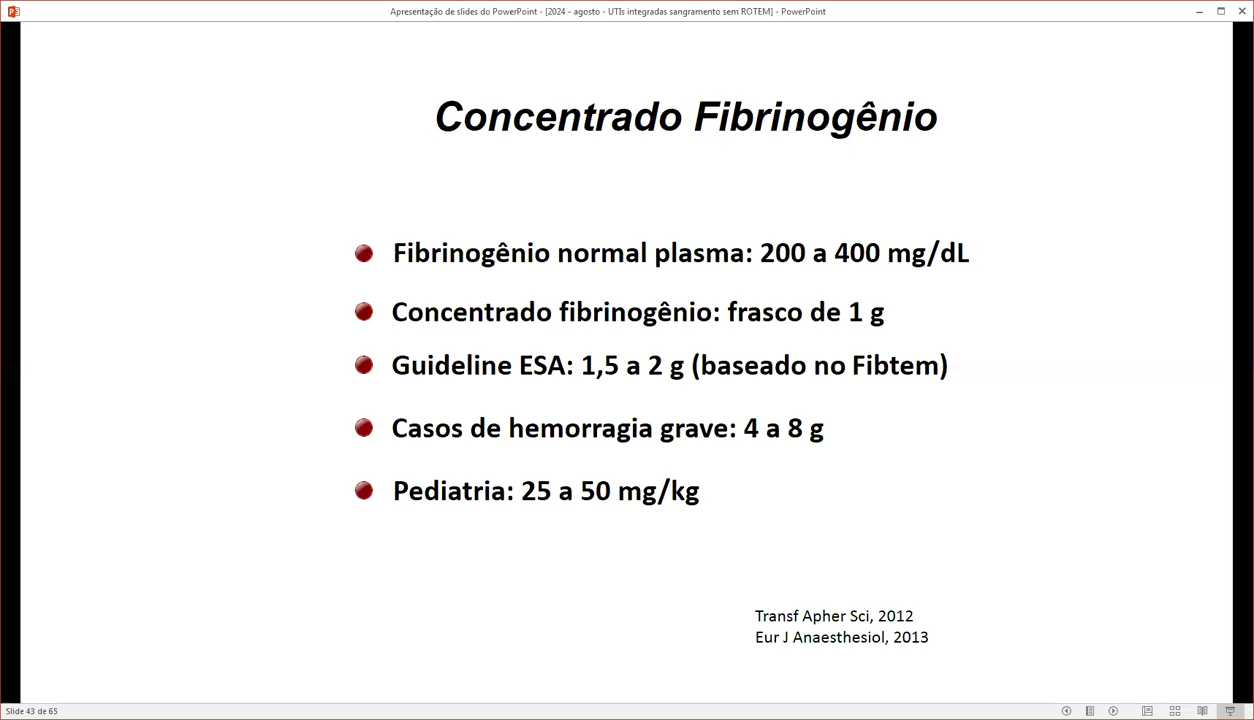 Apresentação de slides do PowerPoint - [2024 - agosto - UTIs integradas sangramento sem ROTEM] - PowerPoint
Concentrado Fibrinogênio
Fibrinogênio normal plasma: 200 a 400 mg/dL
Concentrado fibrinogênio: frasco de 1 g
Guideline ESA: 1,5 a 2 g (baseado no Fibtem)
Casos de hemorragia grave: 4 a 8 g
Pediatria: 25 a 50 mg/kg
Transf Apher Sci, 2012
Eur J Anaesthesiol, 2013
Slide 43 de 65